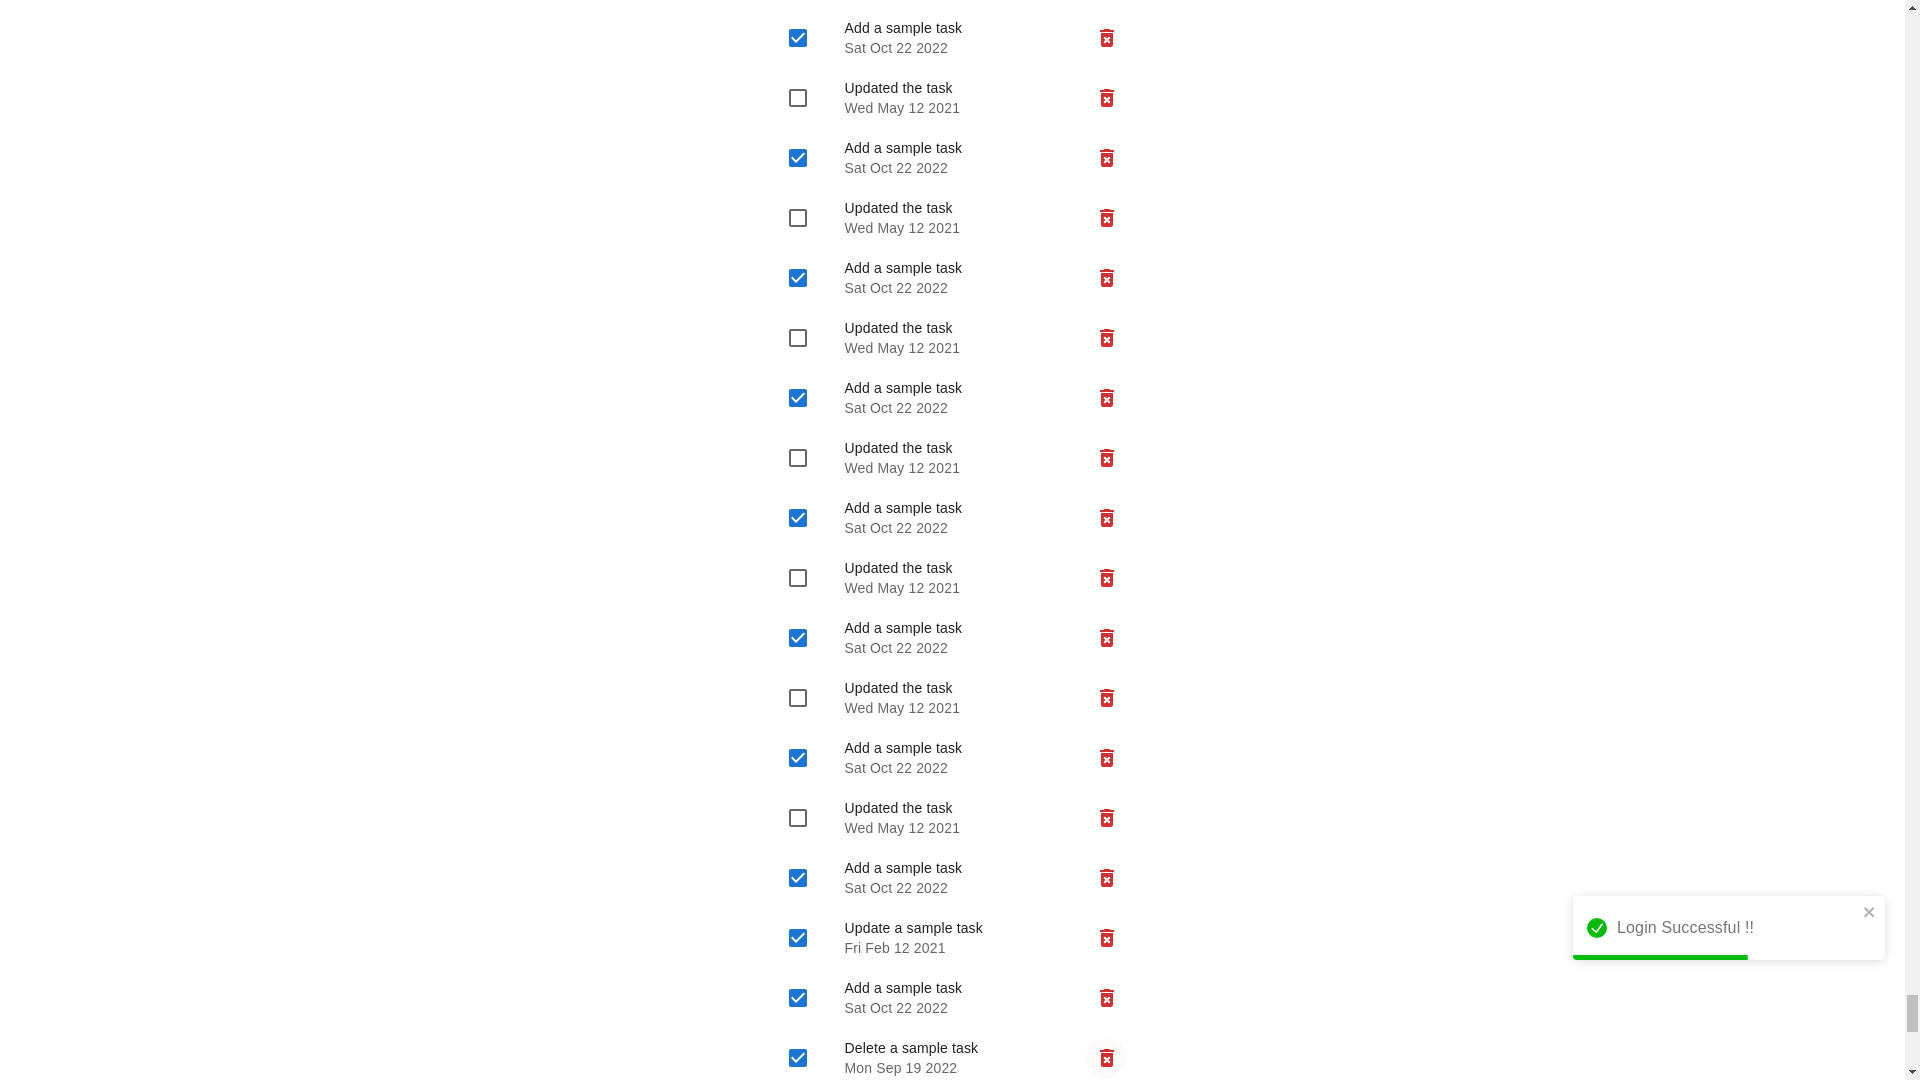 Add a sample task
Sat Oct 22 2022
Updated the task
Wed May 12 2021
Add a sample task
Sat Oct 22 2022
Updated the task
Wed May 12 2021
Add a sample task
Sat Oct 22 2022
Updated the task
Wed May 12 2021
Add a sample task
Sat Oct 22 2022
Updated the task
Wed May 12 2021
Add a sample task
Sat Oct 22 2022
Updated the task
Wed May 12 2021
Add a sample task
Sat Oct 22 2022
Updated the task
Wed May 12 2021
Add a sample task
Sat Oct 22 2022
Updated the task
Wed May 12 2021
Add a sample task
Sat Oct 22 2022
Update a sample task
Fri Feb 12 2021
Add a sample task
Sat Oct 22 2022
Delete a sample task
Mon Sep 19 2022
Login Successful !!